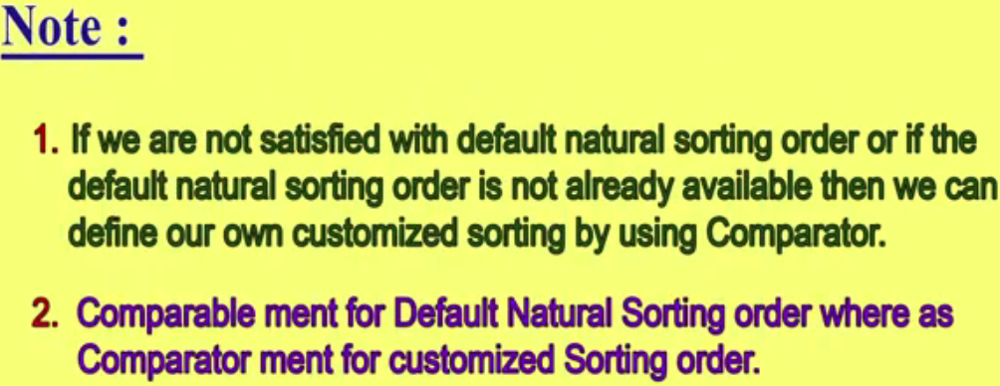 Note :
1. If we are not satisfied with default natural sorting order or if the
default natural sorting order is not already available then we can
define our own customized sorting by using Comparator.
2. Comparable ment for Default Natural Sorting order where as
Comparator ment for customized Sorting order.